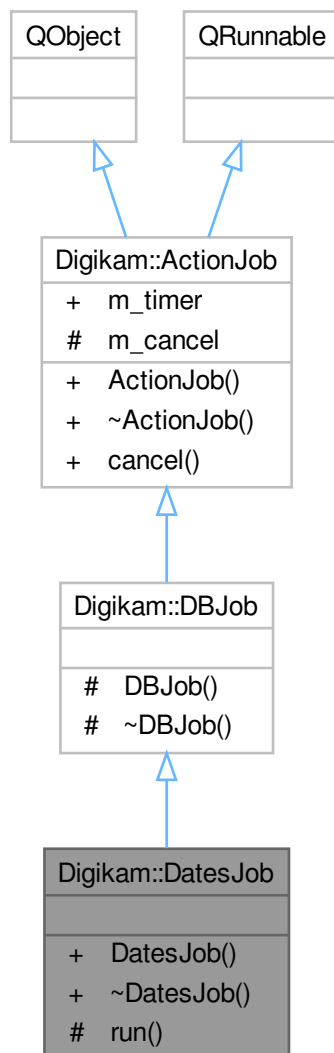 QObject
QRunnable
Digikam::ActionJob
+ m_timer
# m_cancel
+ ActionJob()
+ ~ActionJob()
+ cancel()
Digikam::DBJob
# DBJob()
# ~DBJob()
Digikam::DatesJob
+ DatesJob()
+ ~DatesJob()
# run()